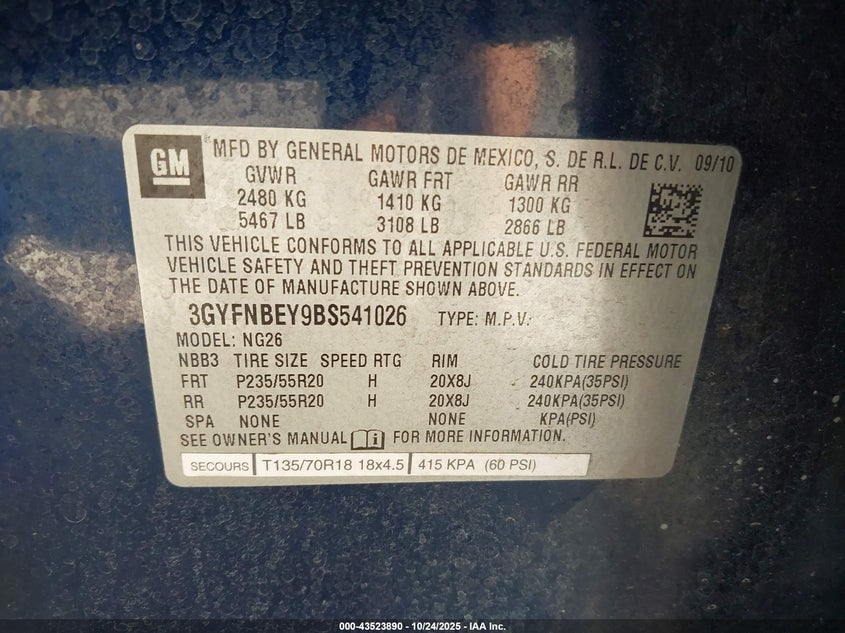 GM
MFD BY GENERAL MOTORS DE MEXICO, S. DE R.L. DE C.V. 09/10
GVWR GAWR FRT GAWR RR
2480 KG 1410 KG 1300 KG
5467 LB 3108 LB 2866 LB
THIS VEHICLE CONFORMS TO ALL APPLICABLE U.S. FEDERAL MOTOR
VEHICLE SAFETY AND THEFT PREVENTION STANDARDS IN EFFECT ON
THE DATE OF MANUFACTURE SHOWN ABOVE.
3GYFNBEY9BS541026 TYPE: M.P.V.
MODEL: NG26
NBB3 TIRE SIZE SPEED RTG RIM COLD TIRE PRESSURE
FRT P235/55R20 H 20X8J 240KPA(35PSI)
RR P235/55R20 H 20X8J 240KPA(35PSI)
SPA NONE NONE KPA(PSI)
SEE OWNER'S MANUAL FOR MORE INFORMATION.
SECOURS T135/70R18 18x4.5 415 KPA (60 PSI)
000-43523890 - 10/24/2025 - IAA Inc.